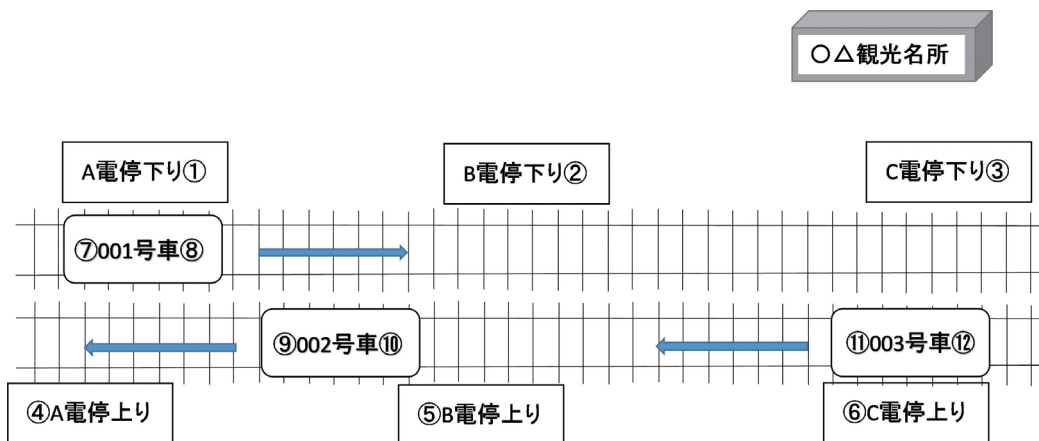 ○△観光名所
A電停下り①
B電停下り②
C電停下り③
⑦001号車⑧
⑨002号車⑩
⑪003号車⑫
④A電停上り
⑤B電停上り
⑥C電停上り